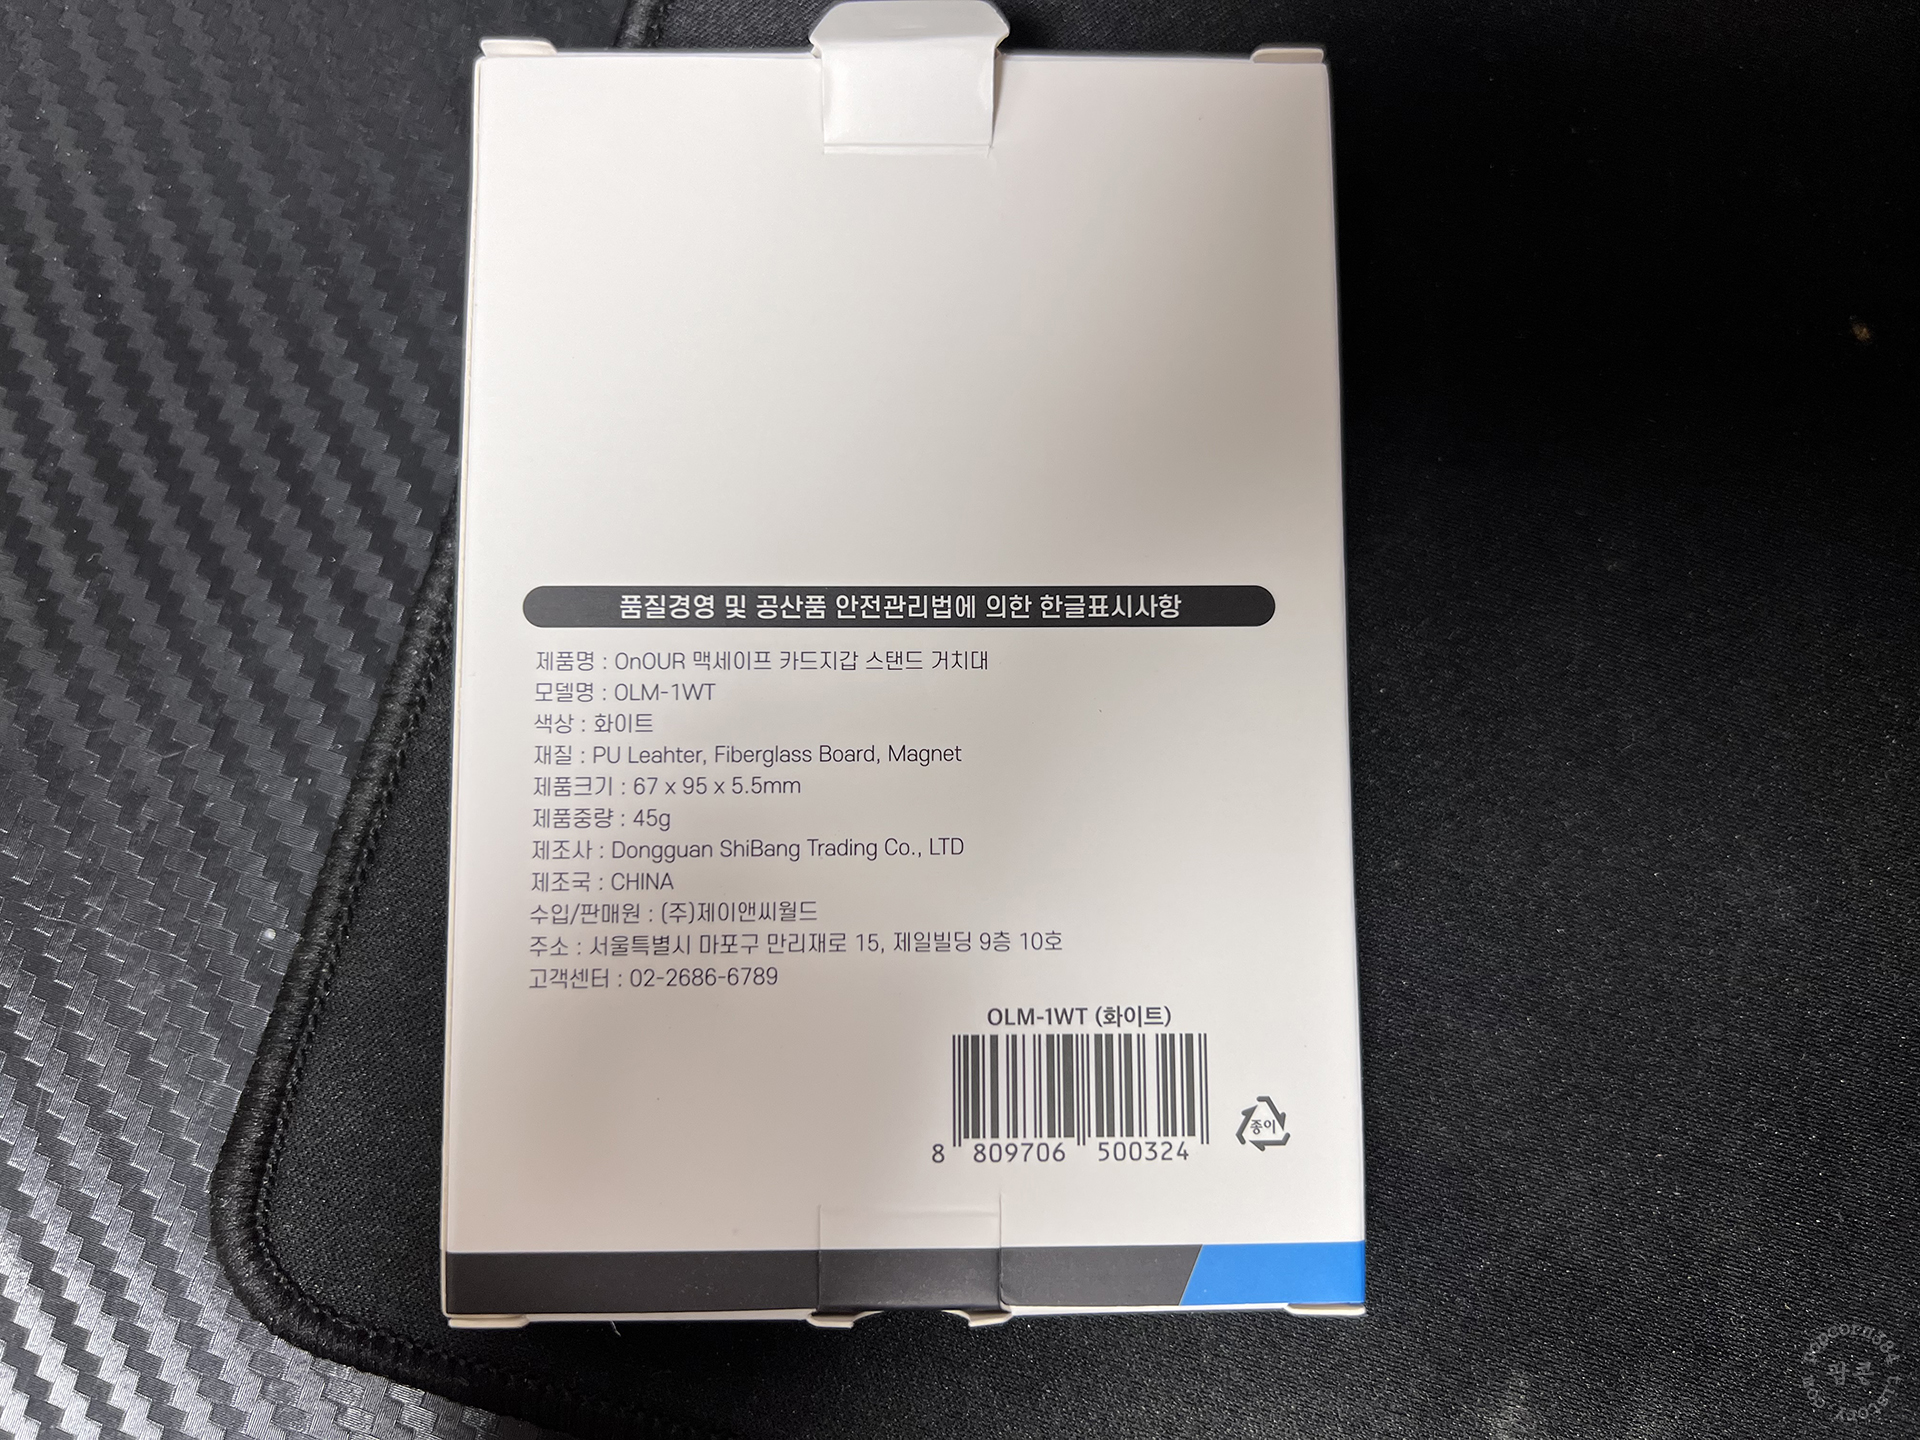 품질경영 및 공산품 안전관리법에 의한 한글표시사항
제품명 : OnOUR 맥세이프 카드지갑 스탠드 거치대
모델명 : OLM-1WT
색상 : 화이트
재질 : PU Leahter, Fiberglass Board, Magnet
제품크기 : 67 x 95 x 5.5mm
제품중량 : 45g
제조사 : Dongguan ShiBang Trading Co., LTD
제조국 : CHINA
수입/판매원 : (주)제이앤씨월드
주소 : 서울특별시 마포구 만리재로 15, 제일빌딩 9층 10호
고객센터 : 02-2686-6789
OLM-1WT (화이트)
8 809706 500324
종이
popcorn384.tistory.com
팝콘